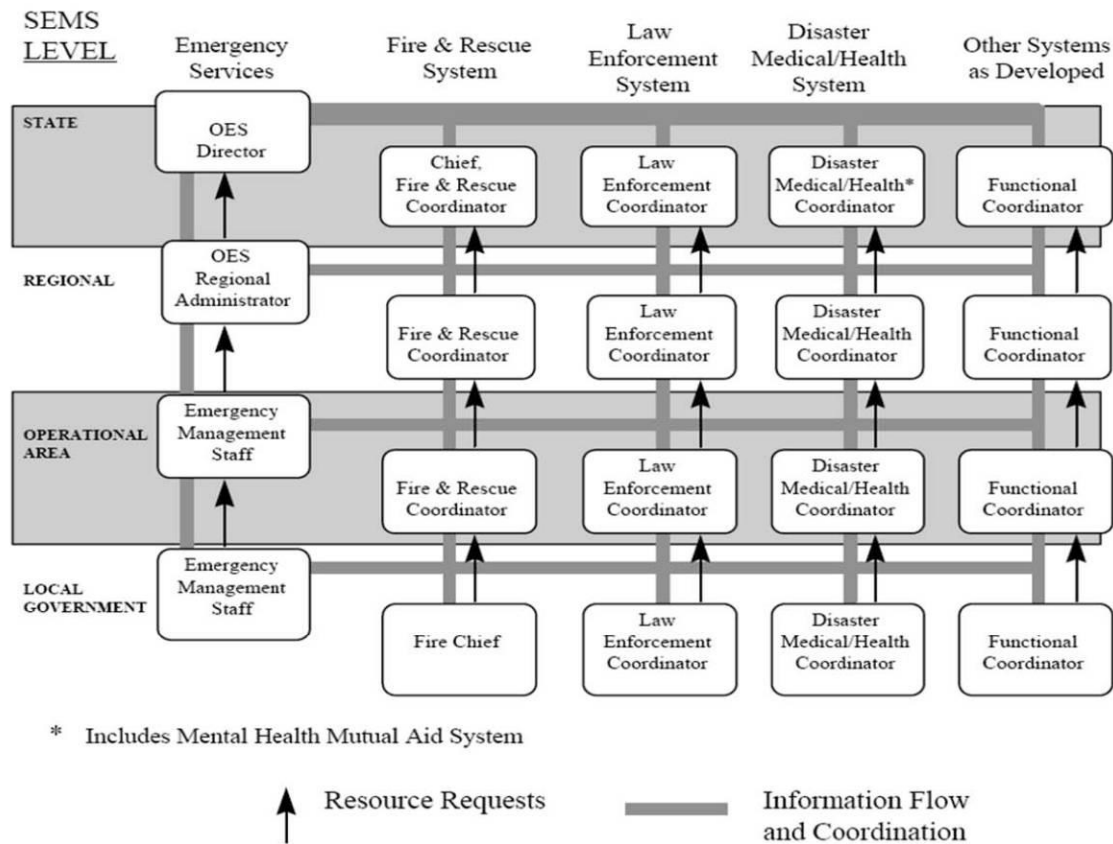 SEMS
LEVEL
Emergency
Services
Fire & Rescue
System
Law
Enforcement
System
Disaster
Medical/Health
System
Other Systems
as Developed
STATE
OES
Director
Chief,
Fire & Rescue
Coordinator
Law
Enforcement
Coordinator
Disaster
Medical/Health*
Coordinator
Functional
Coordinator
REGIONAL
OES
Regional
Administrator
Fire & Rescue
Coordinator
Law
Enforcement
Coordinator
Disaster
Medical/Health
Coordinator
Functional
Coordinator
OPERATIONAL
AREA
Emergency
Management
Staff
Fire & Rescue
Coordinator
Law
Enforcement
Coordinator
Disaster
Medical/Health
Coordinator
Functional
Coordinator
LOCAL
GOVERNMENT
Emergency
Management
Staff
Fire Chief
Law
Enforcement
Coordinator
Disaster
Medical/Health
Coordinator
Functional
Coordinator
* Includes Mental Health Mutual Aid System
Resource Requests
Information Flow
and Coordination